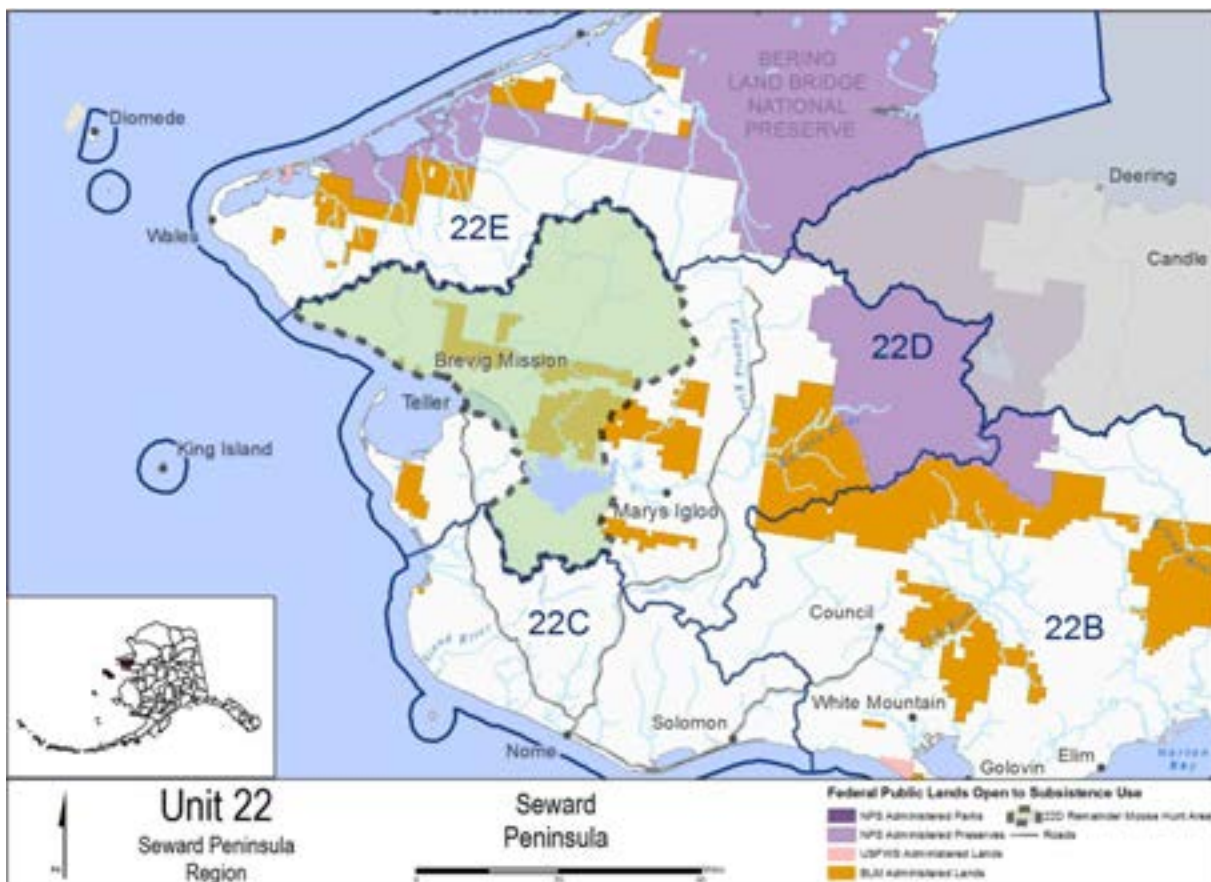 BERING
LAND BRIDGE
NATIONAL
PRESERVE
Diomede
Deering
Wales
22E
Candle
22D
Brevig Mission
Teller
King Island
Marys Igloo
Council
22C
22B
White Mountain
Solomon
Nome
Elim
Golovin
Norton
Bay
Unit 22
Seward Peninsula
Region
Seward
Peninsula
Federal Public Lands Open to Subsistence Use
NPS Administered Parks
22D Remainder Moose Hunt Area
NPS Administered Preserves
Roads
USFWS Administered Lands
BLM Administered Lands